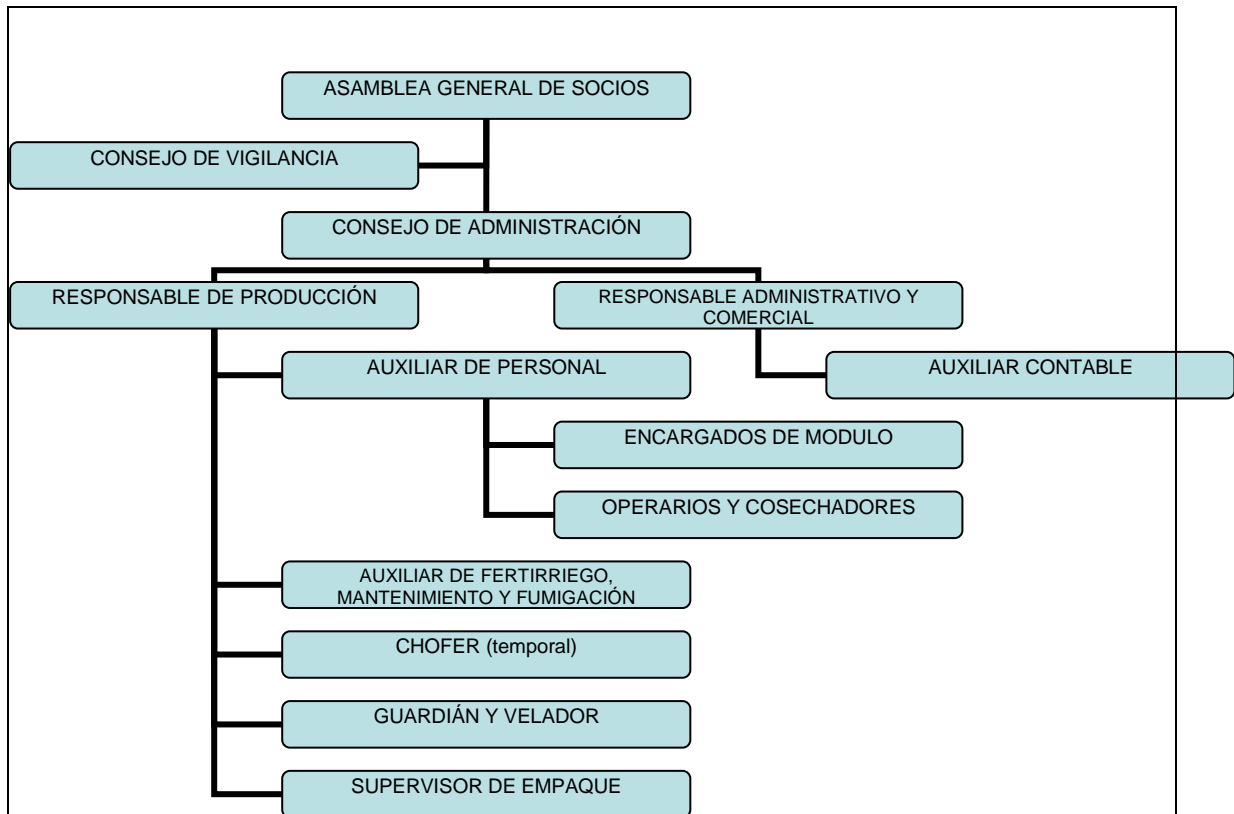 ASAMBLEA GENERAL DE SOCIOS
CONSEJO DE VIGILANCIA
CONSEJO DE ADMINISTRACIÓN
RESPONSABLE DE PRODUCCIÓN
RESPONSABLE ADMINISTRATIVO Y
COMERCIAL
AUXILIAR DE PERSONAL
AUXILIAR CONTABLE
ENCARGADOS DE MODULO
OPERARIOS Y COSECHADORES
AUXILIAR DE FERTIRRIEGO,
MANTENIMIENTO Y FUMIGACIÓN
CHOFER (temporal)
GUARDIÁN Y VELADOR
SUPERVISOR DE EMPAQUE